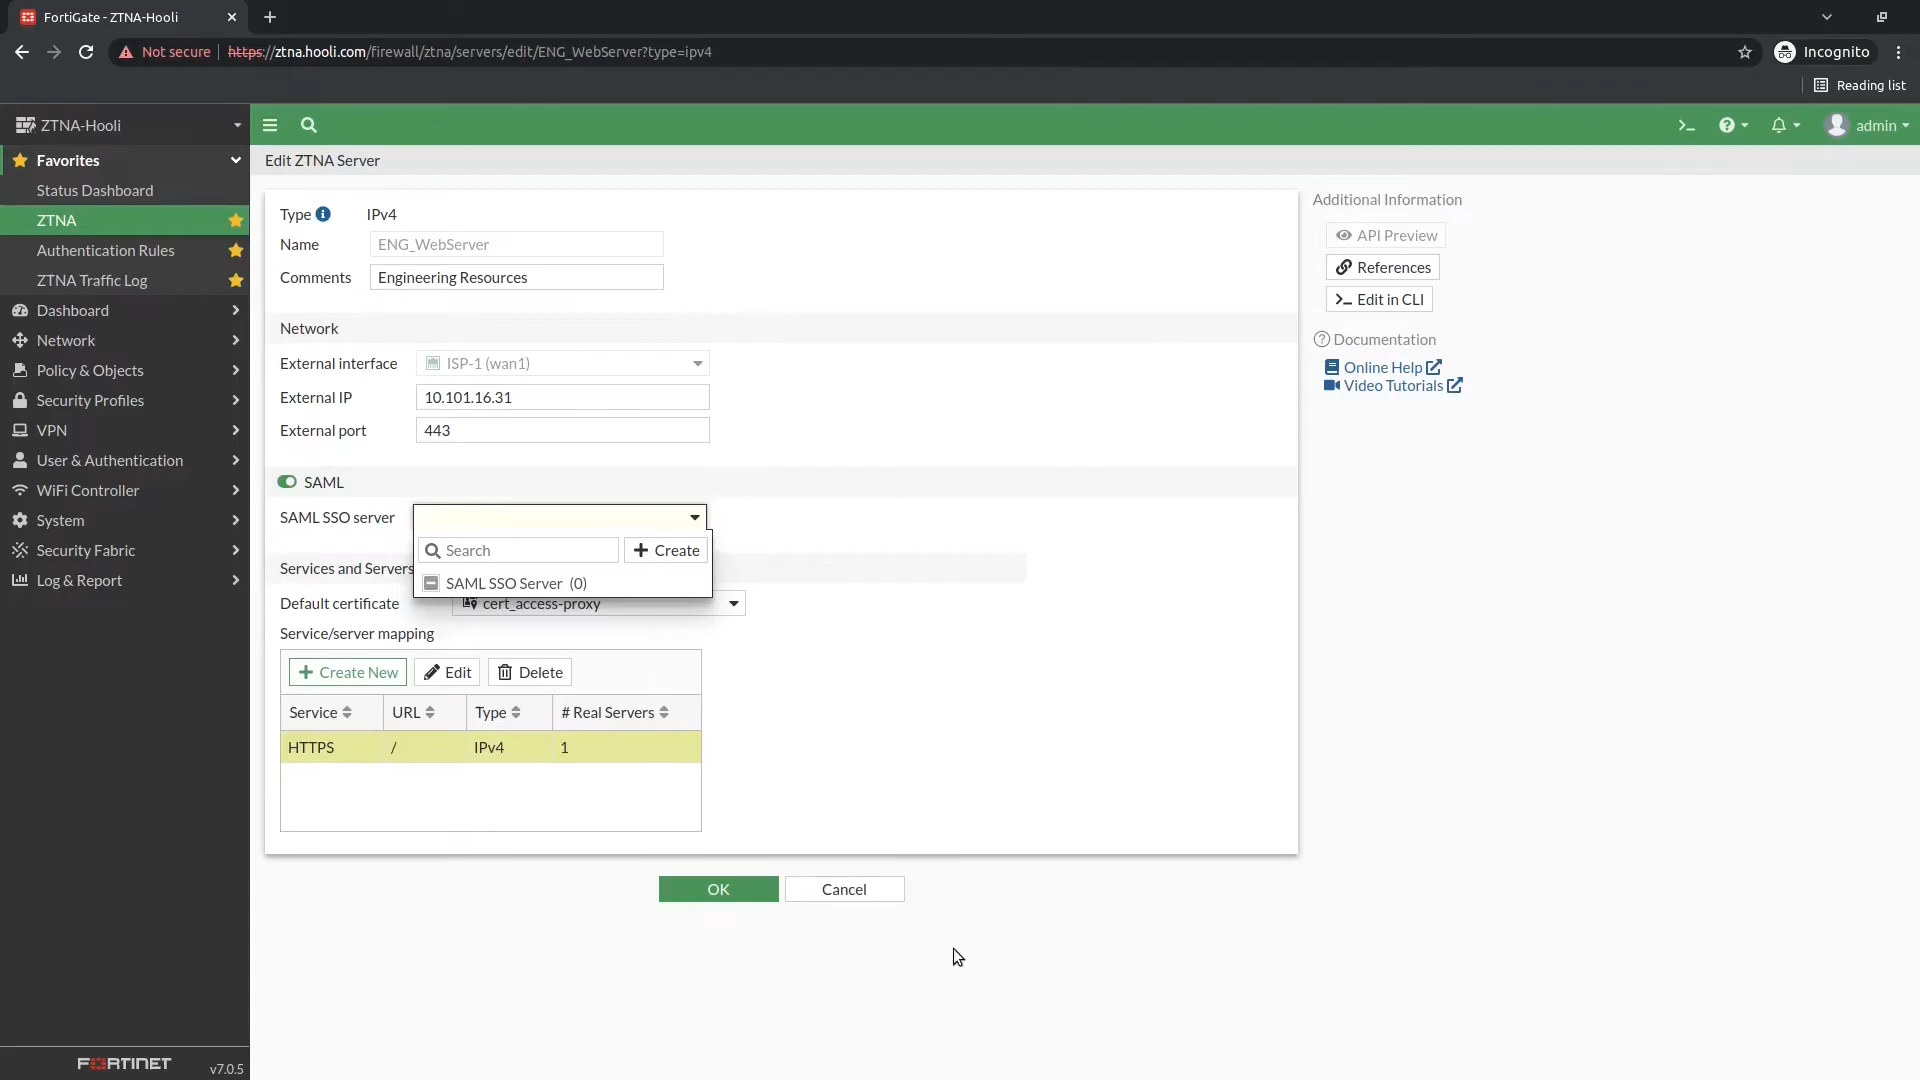 FortiGate - ZTNA-Hooli
Not secure | https://ztna.hooli.com/firewall/ztna/servers/edit/ENG_WebServer?type=ipv4
Incognito
Reading list
ZTNA-Hooli
admin
Favorites
Status Dashboard
ZTNA
Authentication Rules
ZTNA Traffic Log
Dashboard
Network
Policy & Objects
Security Profiles
VPN
User & Authentication
WiFi Controller
System
Security Fabric
Log & Report
FORTINET v7.0.5
Edit ZTNA Server
Type IPv4
Name ENG_WebServer
Comments Engineering Resources
Network
External interface ISP-1 (wan1)
External IP 10.101.16.31
External port 443
SAML
SAML SSO server
Search + Create
SAML SSO Server (0)
Services and Servers
Default certificate cert_access-proxy
Service/server mapping
+ Create New Edit Delete
Service URL Type # Real Servers
HTTPS / IPv4 1
OK Cancel
Additional Information
API Preview
References
>_ Edit in CLI
Documentation
Online Help
Video Tutorials